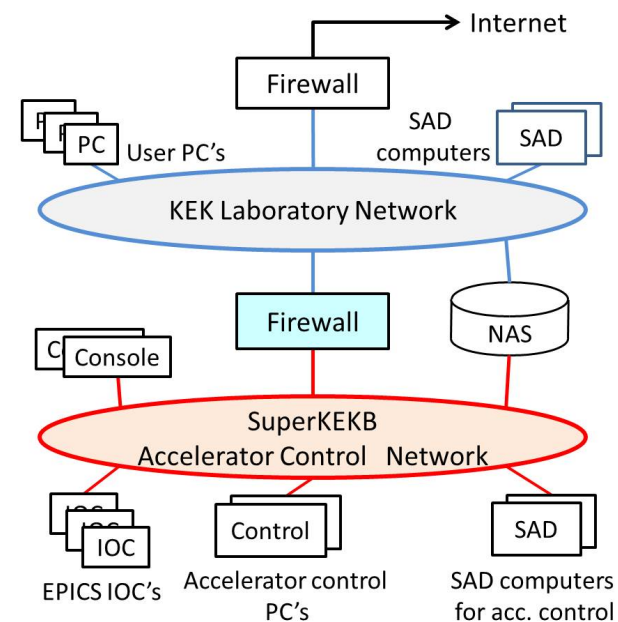 Internet
Firewall
PC
User PC's
SAD
computers
SAD
KEK Laboratory Network
Firewall
NAS
Console
SuperKEKB
Accelerator Control Network
IOC
EPICS IOC's
Control
Accelerator control
PC's
SAD
SAD computers
for acc. control